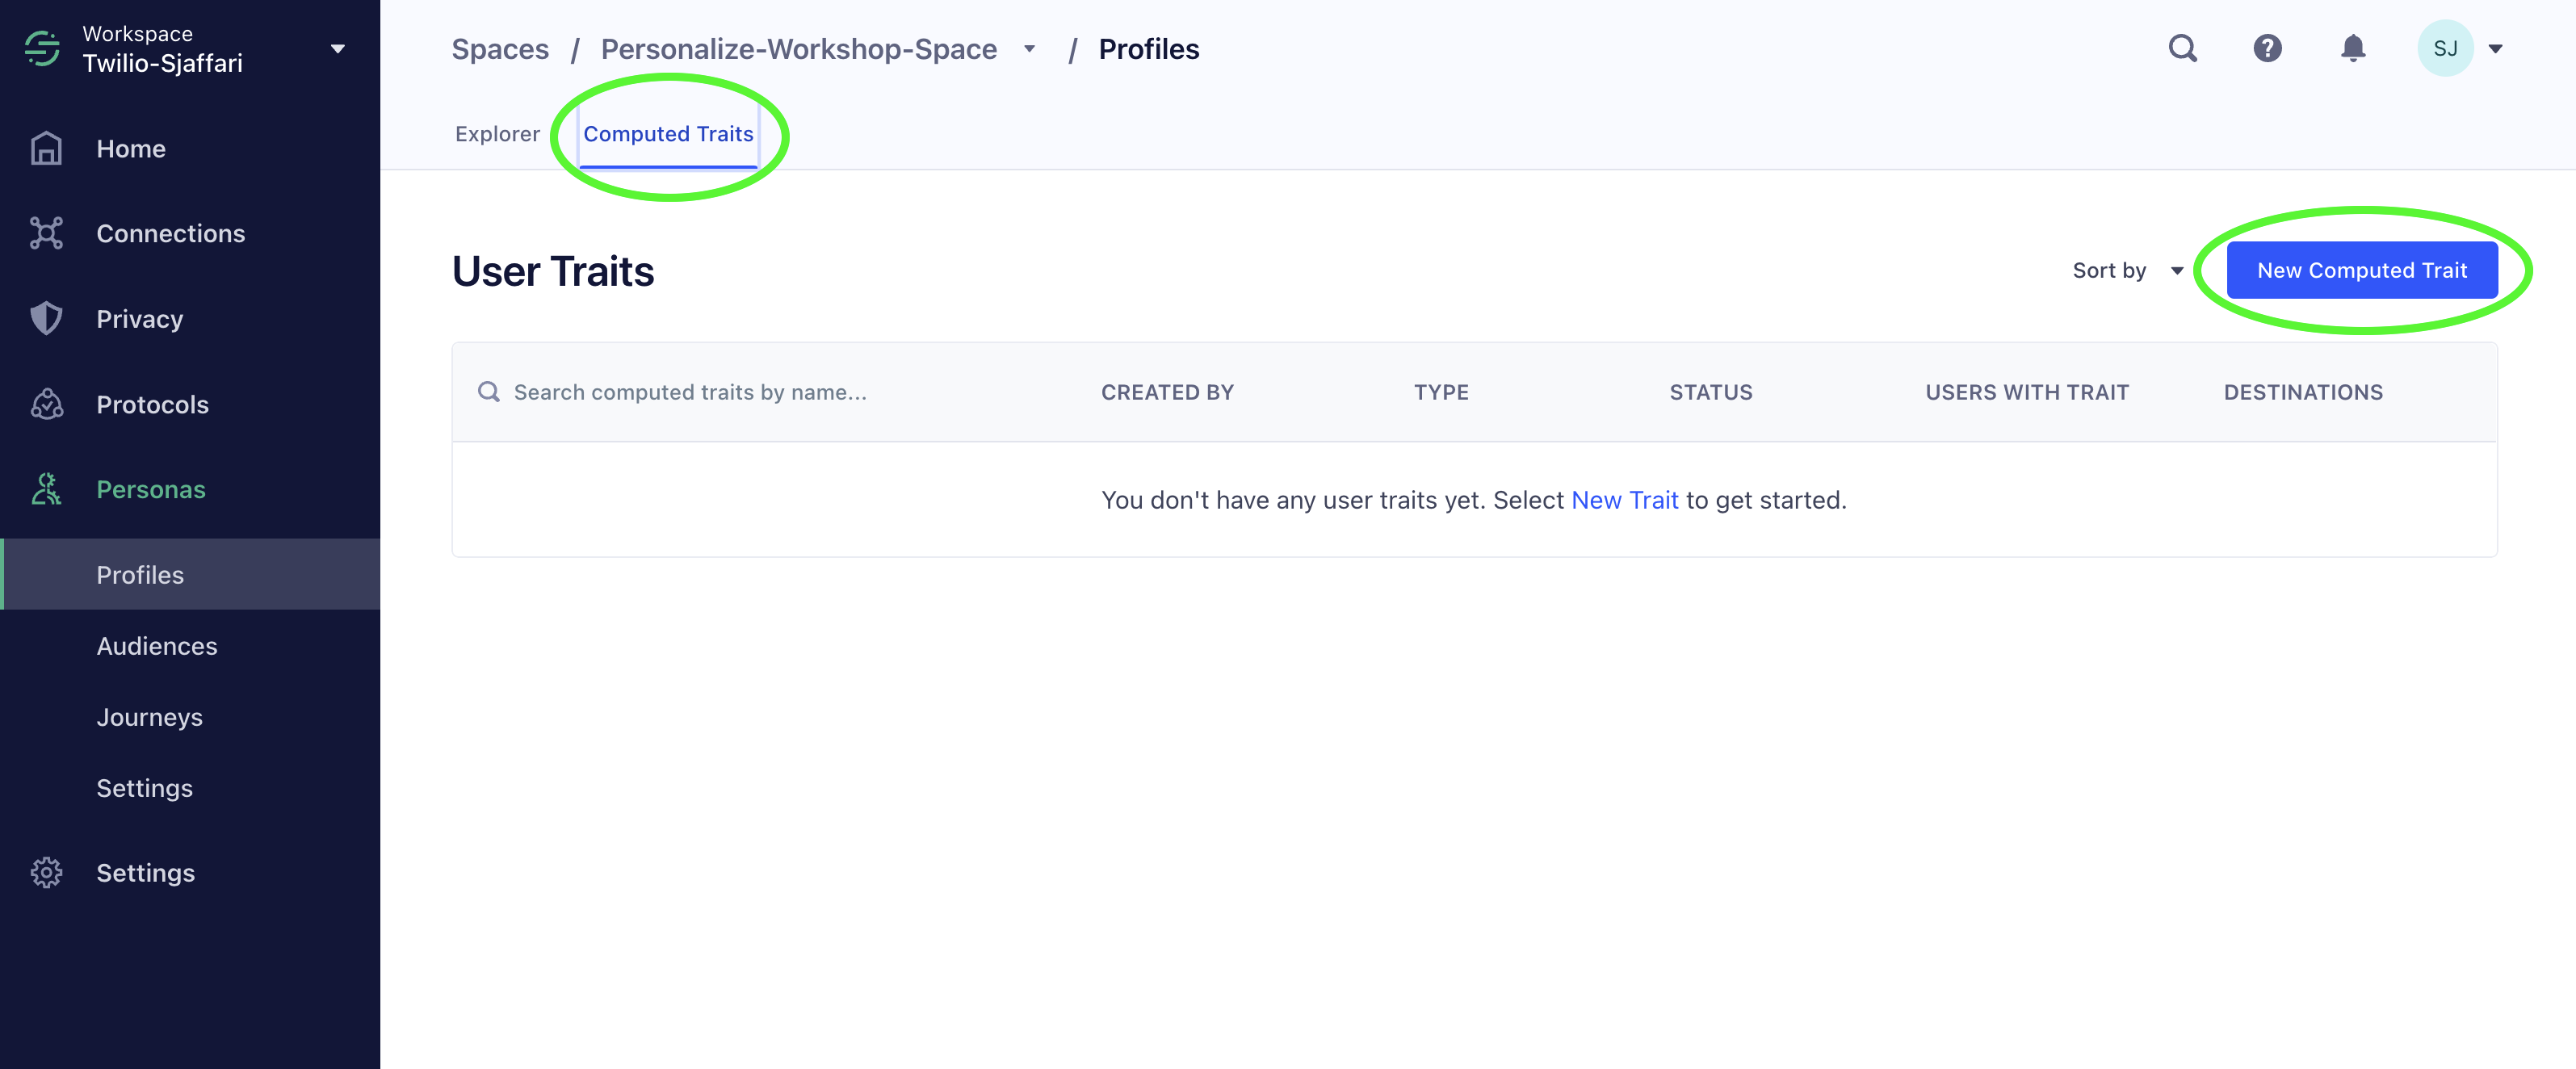 Workspace
Twilio-Sjaffari
Home
Connections
Privacy
Protocols
Personas
Profiles
Audiences
Journeys
Settings
Settings
Spaces / Personalize-Workshop-Space / Profiles
SJ
Explorer Computed Traits
User Traits
Sort by New Computed Trait
Search computed traits by name... CREATED BY TYPE STATUS USERS WITH TRAIT DESTINATIONS
You don't have any user traits yet. Select New Trait to get started.